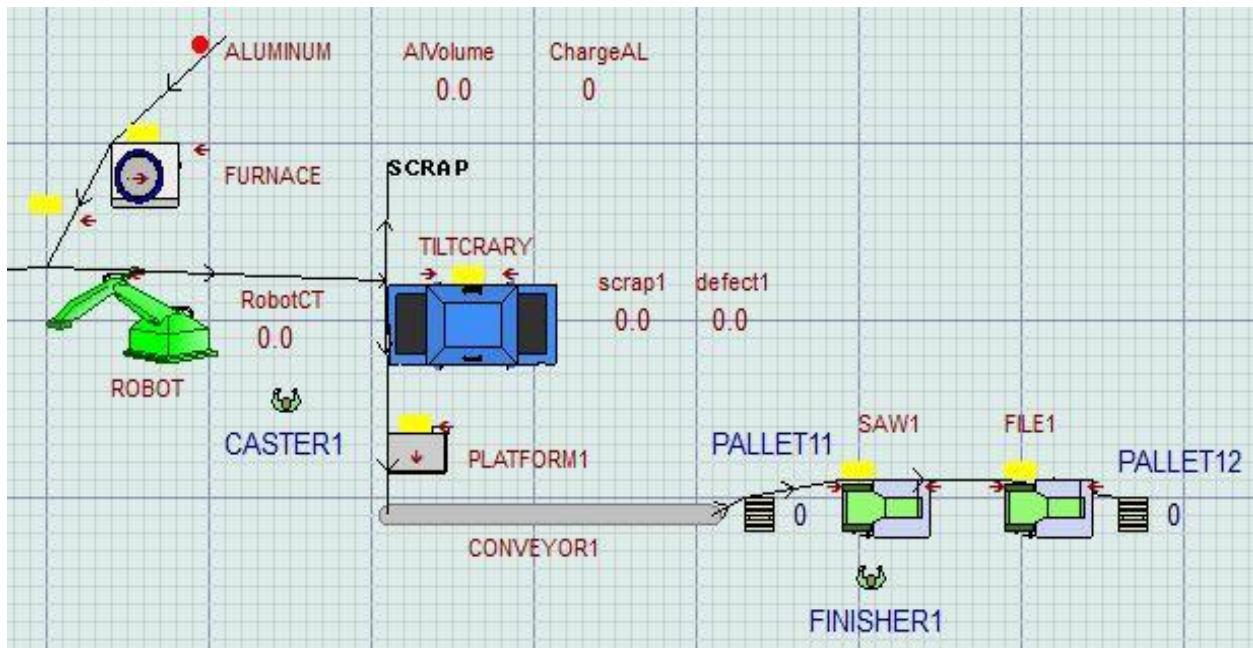 ALUMINUM
AlVolume
ChargeAL
0.0
0
SCRAP
FURNACE
TILTCRARY
scrap1
defect1
RobotCT
0.0
0.0
0.0
ROBOT
CASTER1
PLATFORM1
PALLET11
SAW1
FILE1
PALLET12
0
0
CONVEYOR1
FINISHER1